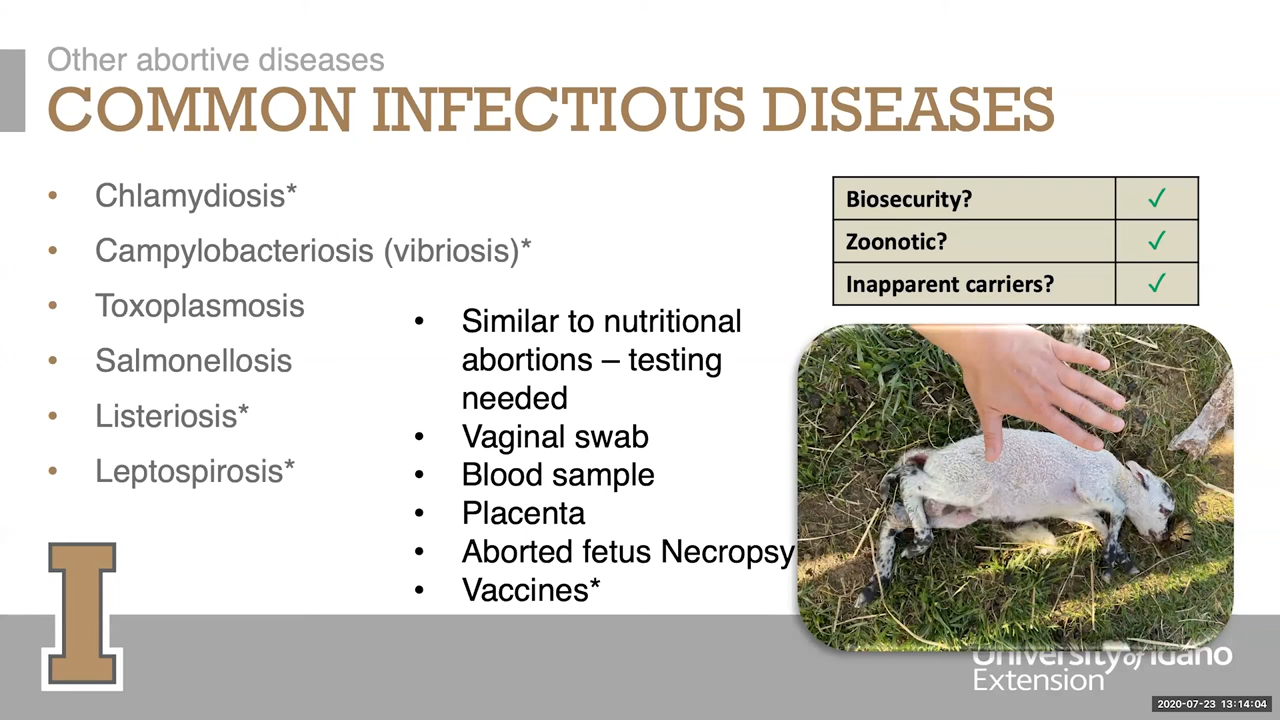 Other abortive diseases
COMMON INFECTIOUS DISEASES
• Chlamydiosis*
• Campylobacteriosis (vibriosis)*
• Toxoplasmosis
• Salmonellosis
• Listeriosis*
• Leptospirosis*
• Similar to nutritional
abortions – testing
needed
• Vaginal swab
• Blood sample
• Placenta
• Aborted fetus Necropsy
• Vaccines*
Biosecurity? ✓
Zoonotic? ✓
Inapparent carriers? ✓
I
University of Idaho
Extension
2020-07-23 13:14:04